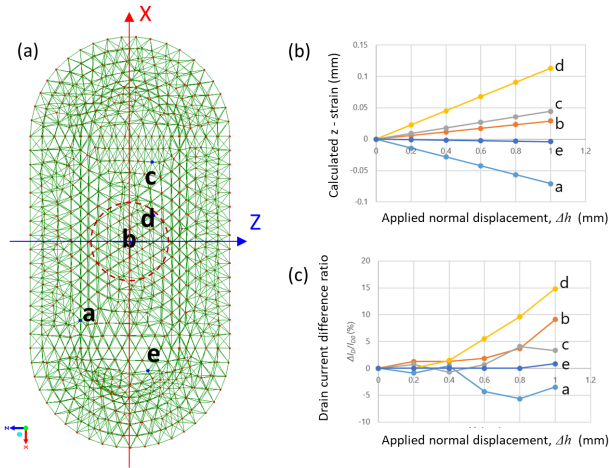 (a)
X
Z
c
d
b
a
e
(b)
Calculated z - strain (mm)
0.15
0.1
0.05
0
-0.05
-0.1
0 0.2 0.4 0.6 0.8 1 1.2
d
c
b
e
a
Applied normal displacement, Δh (mm)
(c)
Drain current difference ratio
ΔI_D/I_D0 (%)
20
15
10
5
0
-5
-10
0 0.2 0.4 0.6 0.8 1 1.2
d
b
c
e
a
Applied normal displacement, Δh (mm)